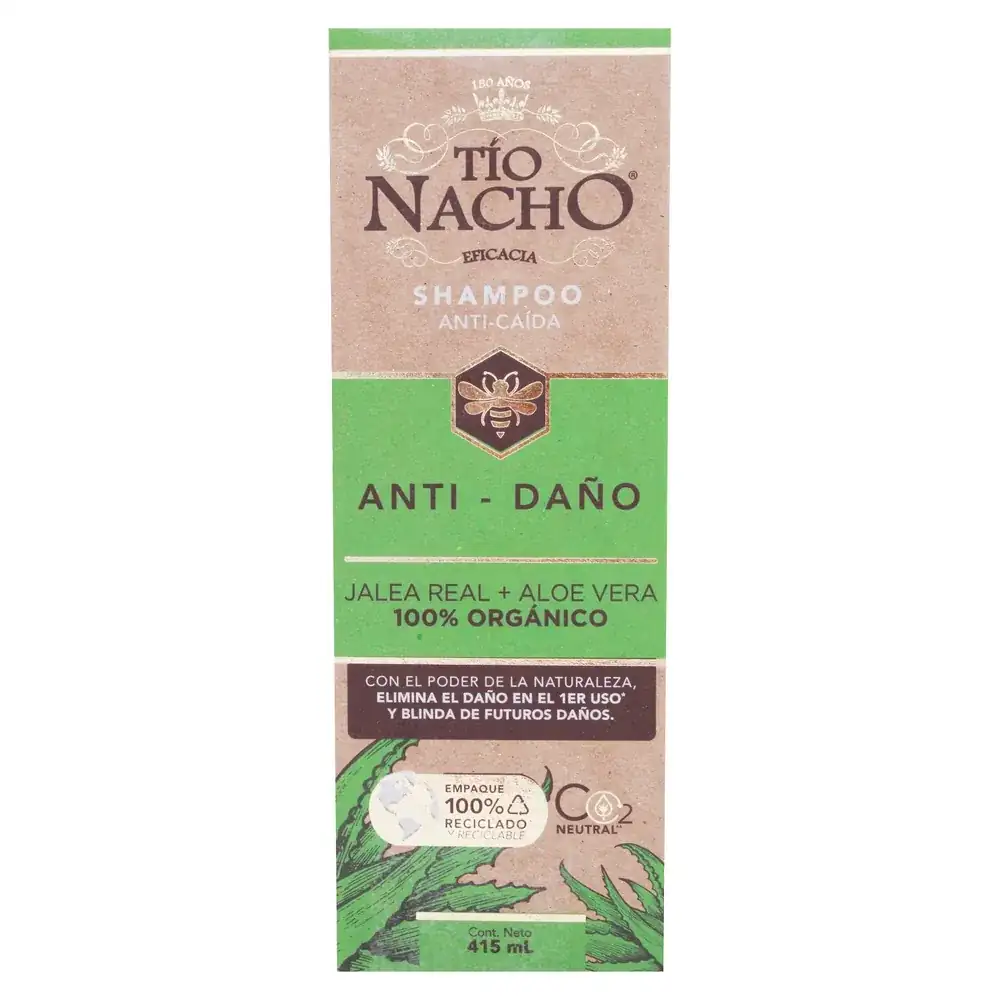 180 AÑOS
TÍO
NACHO®
EFICACIA
SHAMPOO
ANTI-CAÍDA
ANTI - DAÑO
JALEA REAL + ALOE VERA
100% ORGÁNICO
CON EL PODER DE LA NATURALEZA,
ELIMINA EL DAÑO EN EL 1ER USO*
Y BLINDA DE FUTUROS DAÑOS.
EMPAQUE
100%
RECICLADO
Y RECICLABLE
CO2
NEUTRAL**
Cont. Neto
415 mL